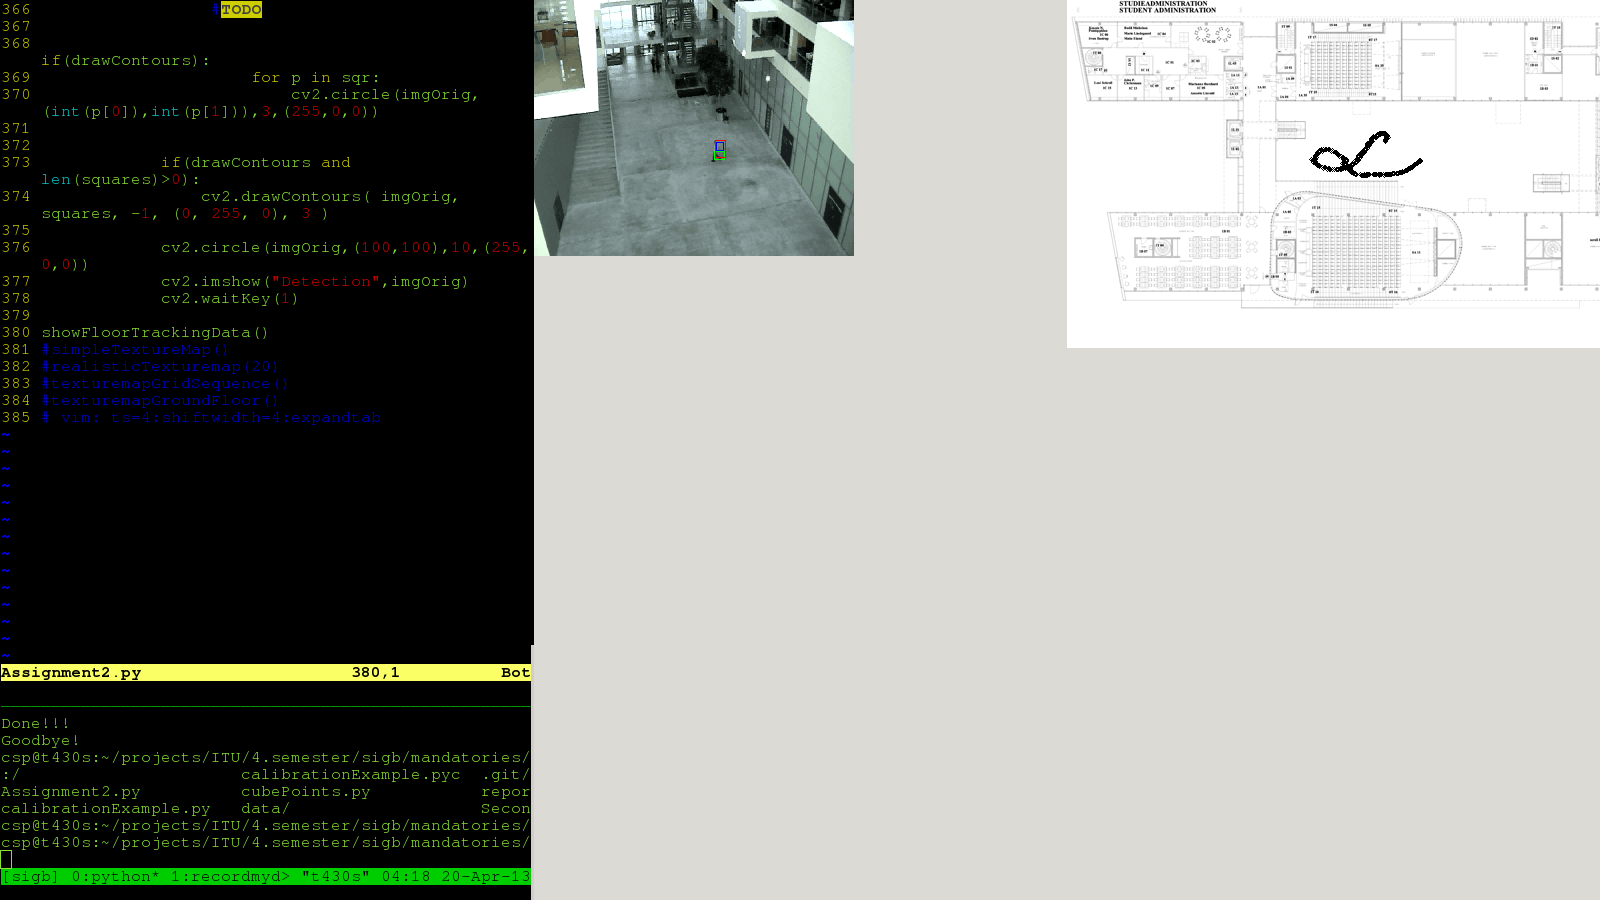 366 #TODO
367
368
if(drawContours):
369 for p in sqr:
370 cv2.circle(imgOrig,
(int(p[0]),int(p[1])),3,(255,0,0))
371
372
373 if(drawContours and
len(squares)>0):
374 cv2.drawContours( imgOrig,
squares, -1, (0, 255, 0), 3 )
375
376 cv2.circle(imgOrig,(100,100),10,(255,
0,0))
377 cv2.imshow("Detection",imgOrig)
378 cv2.waitKey(1)
379
380 showFloorTrackingData()
381 #simpleTextureMap()
382 #realisticTexturemap(20)
383 #texturemapGridSequence()
384 #texturemapGroundFloor()
385 # vim: ts=4:shiftwidth=4:expandtab
~
~
~
~
~
~
~
~
~
~
~
~
~
~
Assignment2.py 380,1 Bot
Done!!!
Goodbye!
csp@t430s:~/projects/ITU/4.semester/sigb/mandatories/
:/ calibrationExample.pyc .git/
Assignment2.py cubePoints.py repor
calibrationExample.py data/ Secon
csp@t430s:~/projects/ITU/4.semester/sigb/mandatories/
csp@t430s:~/projects/ITU/4.semester/sigb/mandatories/
[sigb] 0:python* 1:recordmyd> "t430s" 04:18 20-Apr-13
STUDIEADMINISTRATION
STUDENT ADMINISTRATION